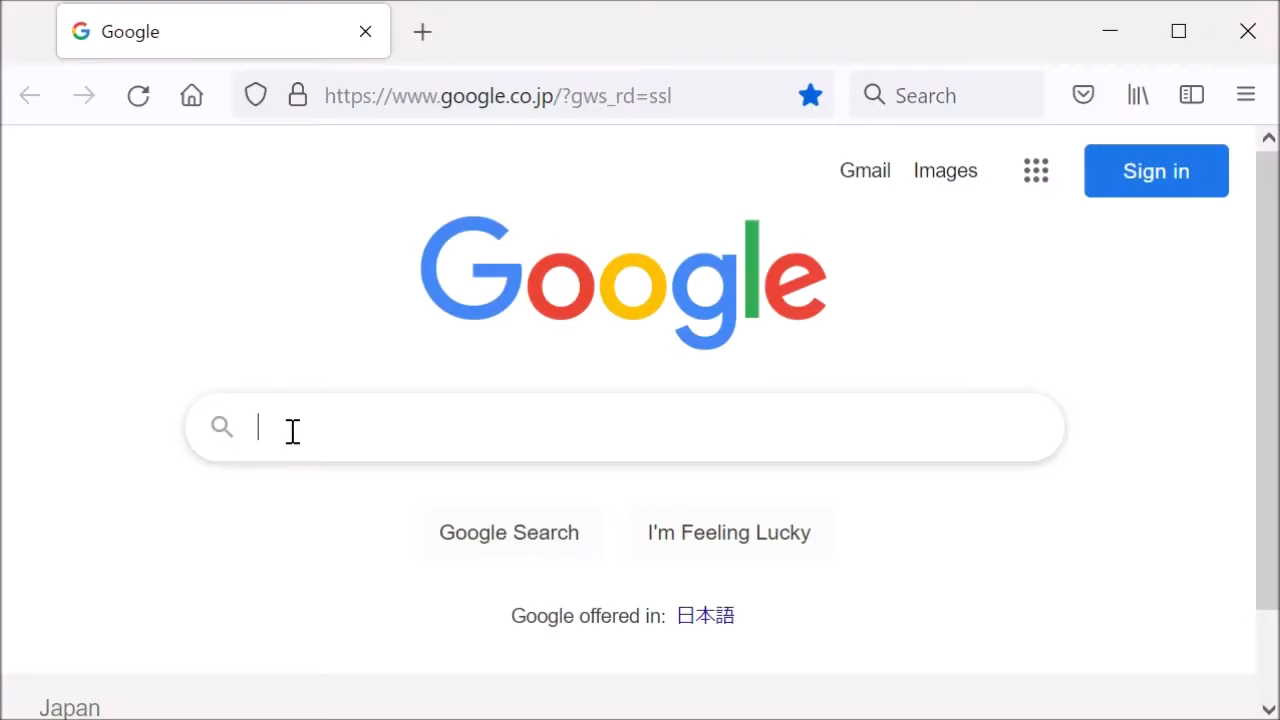 Google
https://www.google.co.jp/?gws_rd=ssl
Search
Gmail Images Sign in
Google
Google Search I'm Feeling Lucky
Google offered in: 日本語
Japan